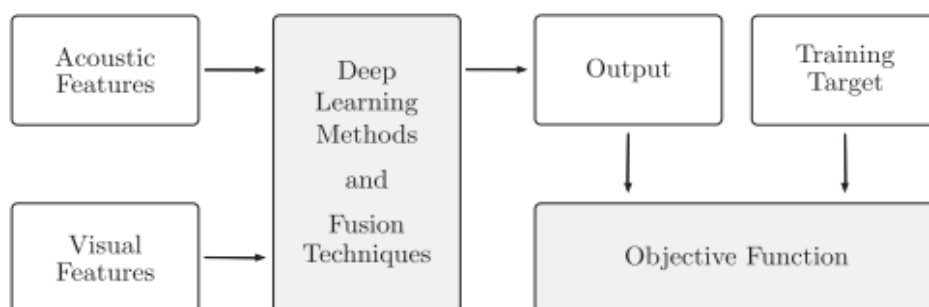 Acoustic
Features
Deep
Learning
Methods
and
Fusion
Techniques
Output
Training
Target
Visual
Features
Objective Function